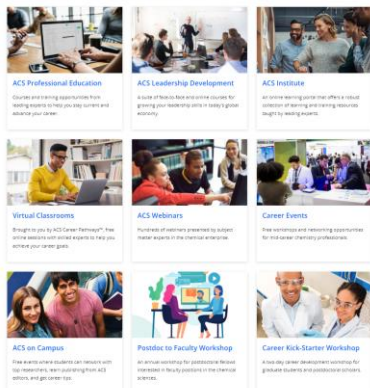 ACS Professional Education
Courses and training opportunities from
leading experts to help you stay current and
advance your career.
ACS Leadership Development
A suite of face-to-face and online courses for
growing your leadership skills in today's global
economy.
ACS Institute
An online learning portal that offers a robust
collection of learning and training resources
taught by leading experts.
Virtual Classrooms
Brought to you by ACS Career Pathways™, free
online sessions with skilled experts to help you
achieve your career goals.
ACS Webinars
Hundreds of webinars presented by subject
matter experts in the chemical enterprise.
Career Events
Free workshops and networking opportunities
for mid-career chemistry professionals.
ACS on Campus
Free events where students can network with
top researchers, learn publishing from ACS
editors, and get career tips.
Postdoc to Faculty Workshop
An annual workshop for postdoctoral fellows
interested in faculty positions in the chemical
sciences.
Career Kick-Starter Workshop
A two-day career development workshop for
graduate students and postdoctoral scholars.